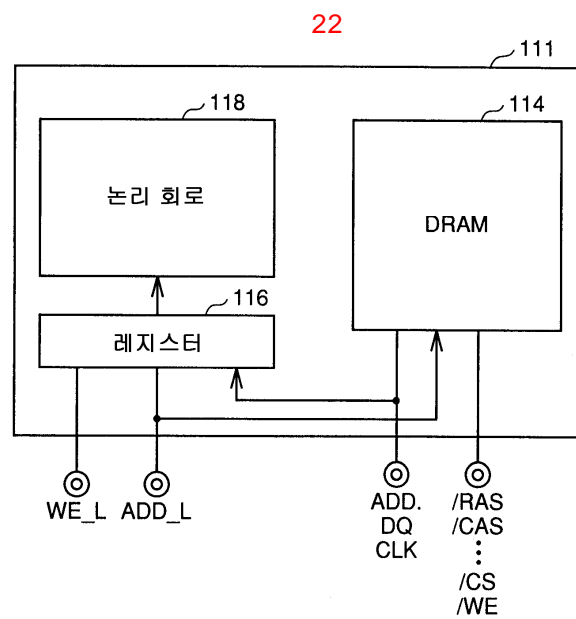 22
111
118
114
논리 회로
DRAM
116
레지스터
WE_L
ADD_L
ADD.
DQ
CLK
/RAS
/CAS
/CS
/WE